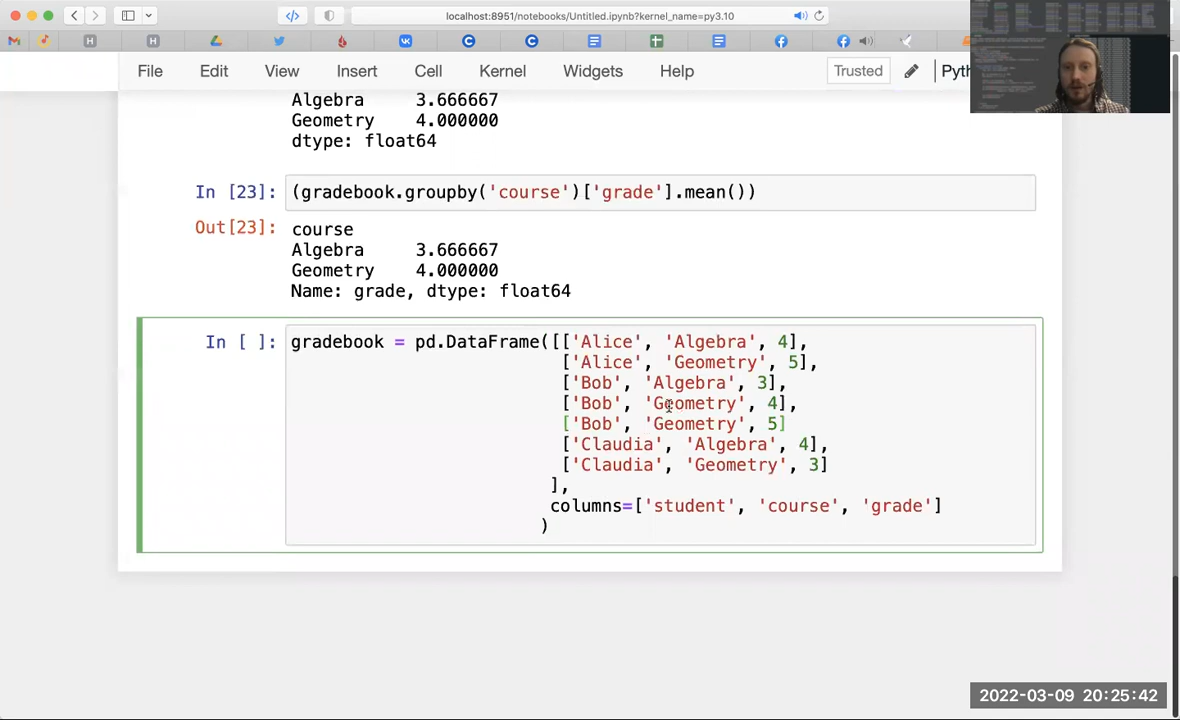 localhost:8951/notebooks/Untitled.ipynb?kernel_name=py3.10
File Edit View Insert Cell Kernel Widgets Help Trusted Pyth
Algebra 3.666667
Geometry 4.000000
dtype: float64
In [23]: (gradebook.groupby('course')['grade'].mean())
Out[23]: course
Algebra 3.666667
Geometry 4.000000
Name: grade, dtype: float64
In [ ]: gradebook = pd.DataFrame([['Alice', 'Algebra', 4],
['Alice', 'Geometry', 5],
['Bob', 'Algebra', 3],
['Bob', 'Geometry', 4],
['Bob', 'Geometry', 5]
['Claudia', 'Algebra', 4],
['Claudia', 'Geometry', 3]
],
columns=['student', 'course', 'grade']
)
2022-03-09 20:25:42